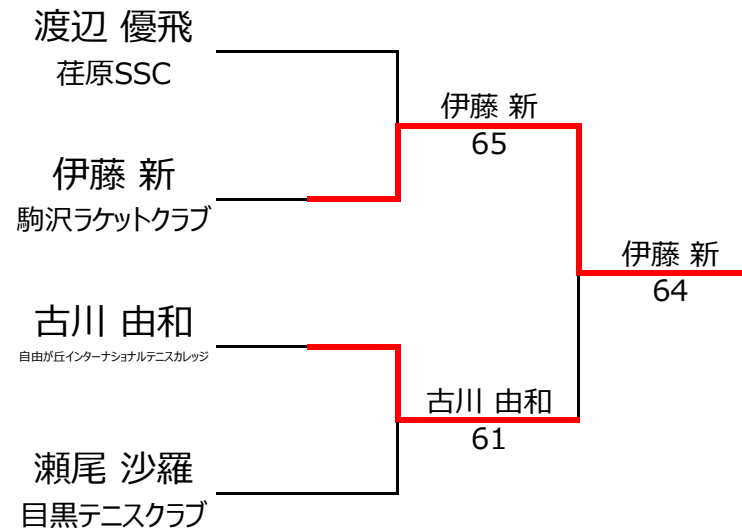 渡辺 優飛
荏原SSC
伊藤 新
65
伊藤 新
駒沢ラケットクラブ
伊藤 新
64
古川 由和
自由が丘インターナショナルテニスカレッジ
古川 由和
61
瀬尾 沙羅
目黒テニスクラブ